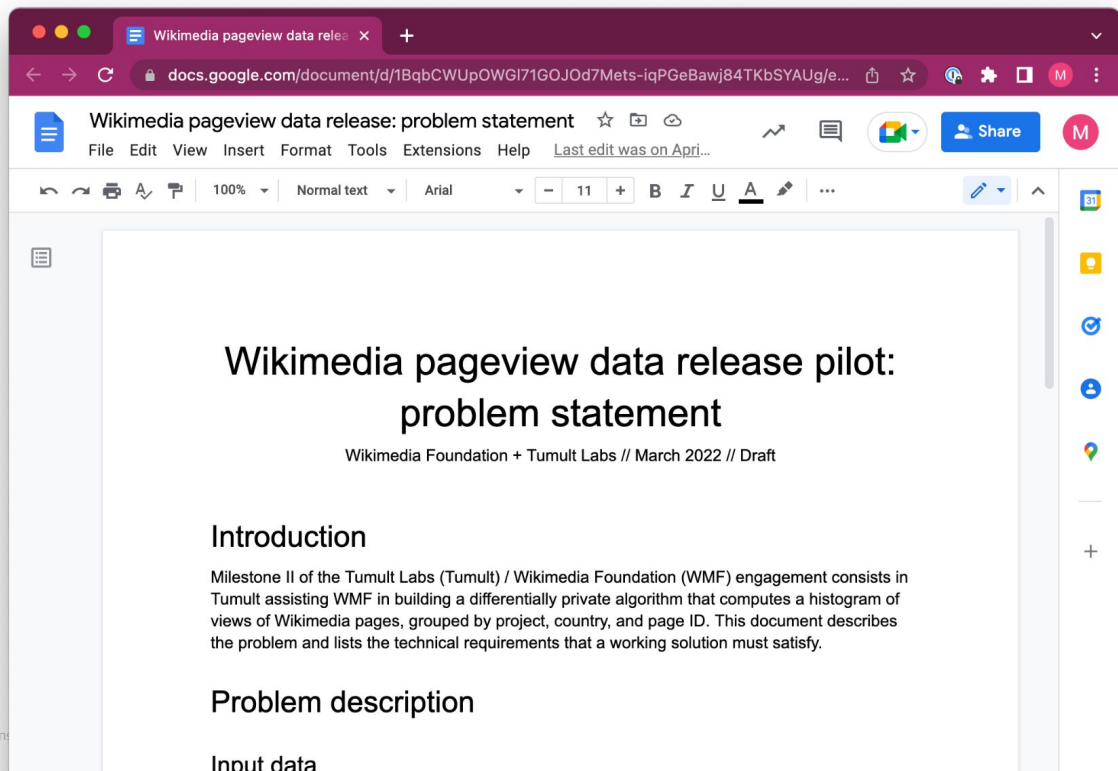 Wikimedia pageview data relea
docs.google.com/document/d/1BqbCWUpOWGI71GOJOd7Mets-iqPGeBawj84TKbSYAUg/e...
M
Wikimedia pageview data release: problem statement
File Edit View Insert Format Tools Extensions Help Last edit was on Apri...
Share
M
100% Normal text Arial - 11 + B I U A
31
Wikimedia pageview data release pilot:
problem statement
Wikimedia Foundation + Tumult Labs // March 2022 // Draft
Introduction
Milestone II of the Tumult Labs (Tumult) / Wikimedia Foundation (WMF) engagement consists in
Tumult assisting WMF in building a differentially private algorithm that computes a histogram of
views of Wikimedia pages, grouped by project, country, and page ID. This document describes
the problem and lists the technical requirements that a working solution must satisfy.
Problem description
Input data